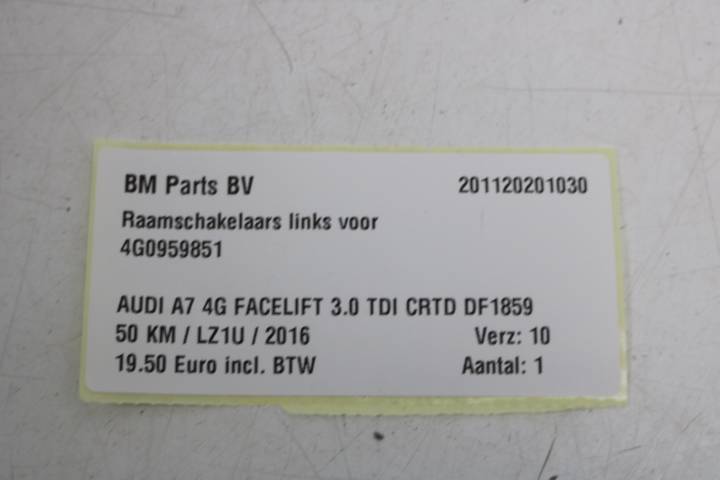 BM Parts BV 201120201030
Raamschakelaars links voor
4G0959851
AUDI A7 4G FACELIFT 3.0 TDI CRTD DF1859
50 KM / LZ1U / 2016 Verz: 10
19.50 Euro incl. BTW Aantal: 1